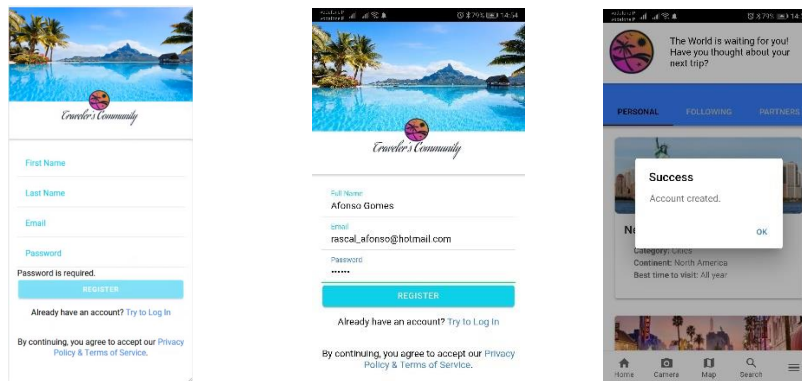 Traveler's Community
First Name
Last Name
Email
Password
Password is required.
REGISTER
Already have an account? Try to Log In
By continuing, you agree to accept our Privacy
Policy & Terms of Service.
79% 14:54
Traveler's Community
Full Name
Afonso Gomes
Email
rascal_afonso@hotmail.com
Password
••••••
REGISTER
Already have an account? Try to Log In
By continuing, you agree to accept our Privacy
Policy & Terms of Service.
79% 14:
The World is waiting for you!
Have you thought about your
next trip?
PERSONAL FOLLOWING PARTNERS
Success
Account created.
OK
Category: Cities
Continent: North America
Best time to visit: All year
Home Camera Map Search